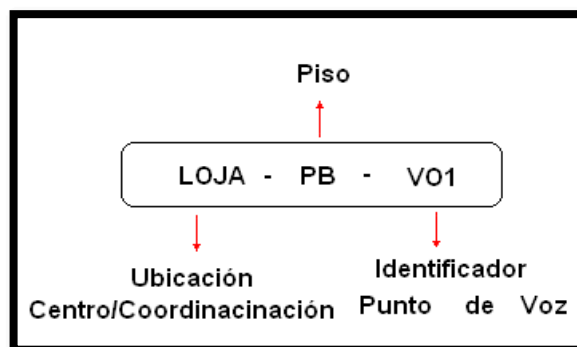 Piso
LOJA - PB - VO1
Ubicación
Centro/Coordinacinación
Identificador
Punto de Voz